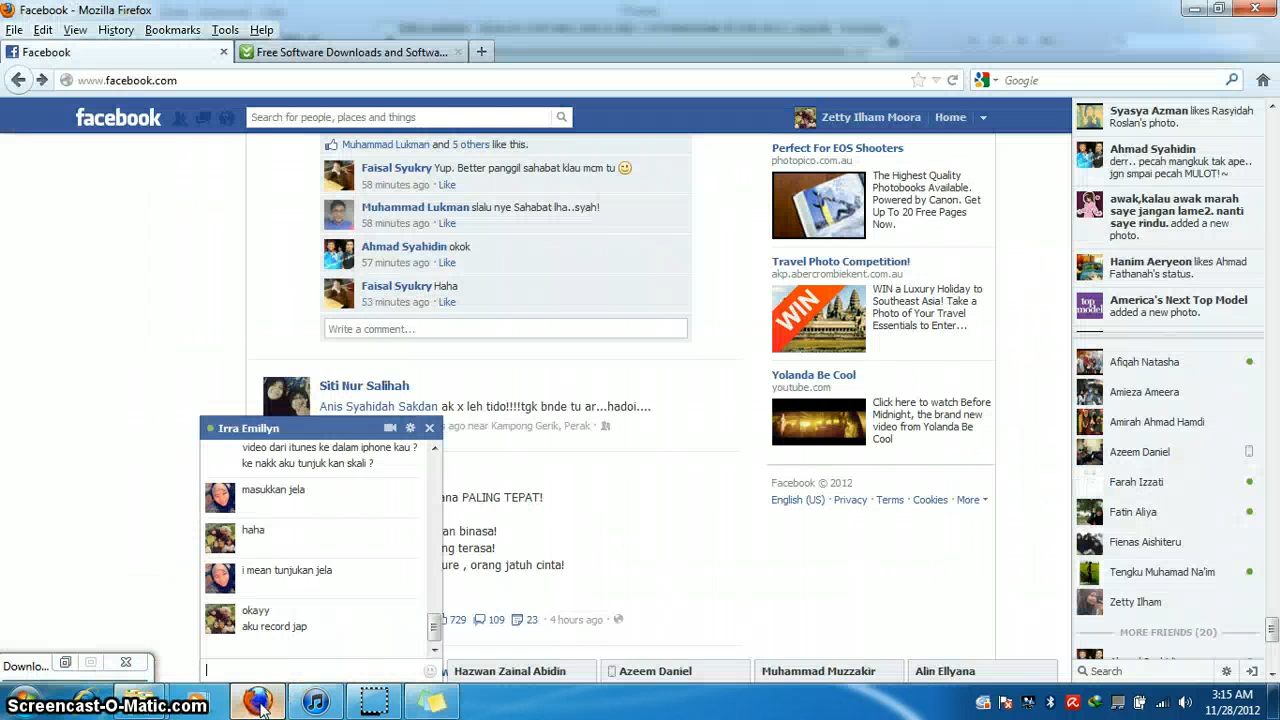 Facebook - Mozilla Firefox
File Edit View History Bookmarks Tools Help
Facebook
Free Software Downloads and Softwa...
www.facebook.com
Google
facebook
Search for people, places and things
Zetty Ilham Moora Home
Muhammad Lukman and 5 others like this.
Faisal Syukry Yup. Better panggil sahabat klau mcm tu
58 minutes ago · Like
Muhammad Lukman slalu nye Sahabat lha..syah!
58 minutes ago · Like
Ahmad Syahidin okok
57 minutes ago · Like
Faisal Syukry Haha
53 minutes ago · Like
Write a comment...
Siti Nur Salihah
Anis Syahidah Sakdan ak x leh tido!!!!tgk bnde tu ar...hadoi....
ago near Kampong Gerik, Perak ·
ana PALING TEPAT!
an binasa!
ng terasa!
ure , orang jatuh cinta!
729 109 23 · 4 hours ago ·
Irra Emillyn
video dari itunes ke dalam iphone kau ?
ke nakk aku tunjuk kan skali ?
masukkan jela
haha
i mean tunjukan jela
okayy
aku record jap
Perfect For EOS Shooters
photopico.com.au
The Highest Quality
Photobooks Available.
Powered by Canon. Get
Up To 20 Free Pages
Now.
Travel Photo Competition!
akp.abercrombiekent.com.au
WIN
WIN a Luxury Holiday to
Southeast Asia! Take a
Photo of Your Travel
Essentials to Enter...
Yolanda Be Cool
youtube.com
Click here to watch Before
Midnight, the brand new
video from Yolanda Be
Cool
Facebook © 2012
English (US) · Privacy · Terms · Cookies · More
Syasya Azman likes Rasyidah
Roslan's photo.
Ahmad Syahidin
derr.. pecah mangkuk tak ape..
jgn smpai pecah MULOT!~
awak,kalau awak marah
saye jangan lame2. nanti
saye rindu. added a new
photo.
Hanim Aeryeon likes Ahmad
Fathanah's status.
top model
America's Next Top Model
added a new photo.
Afiqah Natasha
Amieza Ameera
Amirah Ahmad Hamdi
Azeem Daniel
Farah Izzati
Fatin Aliya
Fienas Aishiteru
Tengku Muhamad Na'im
Zetty Ilham
MORE FRIENDS (20)
Search
Downlo...
Hazwan Zainal Abidin
Azeem Daniel
Muhammad Muzzakir
Alin Ellyana
Screencast-O-Matic.com
3:15 AM
11/28/2012